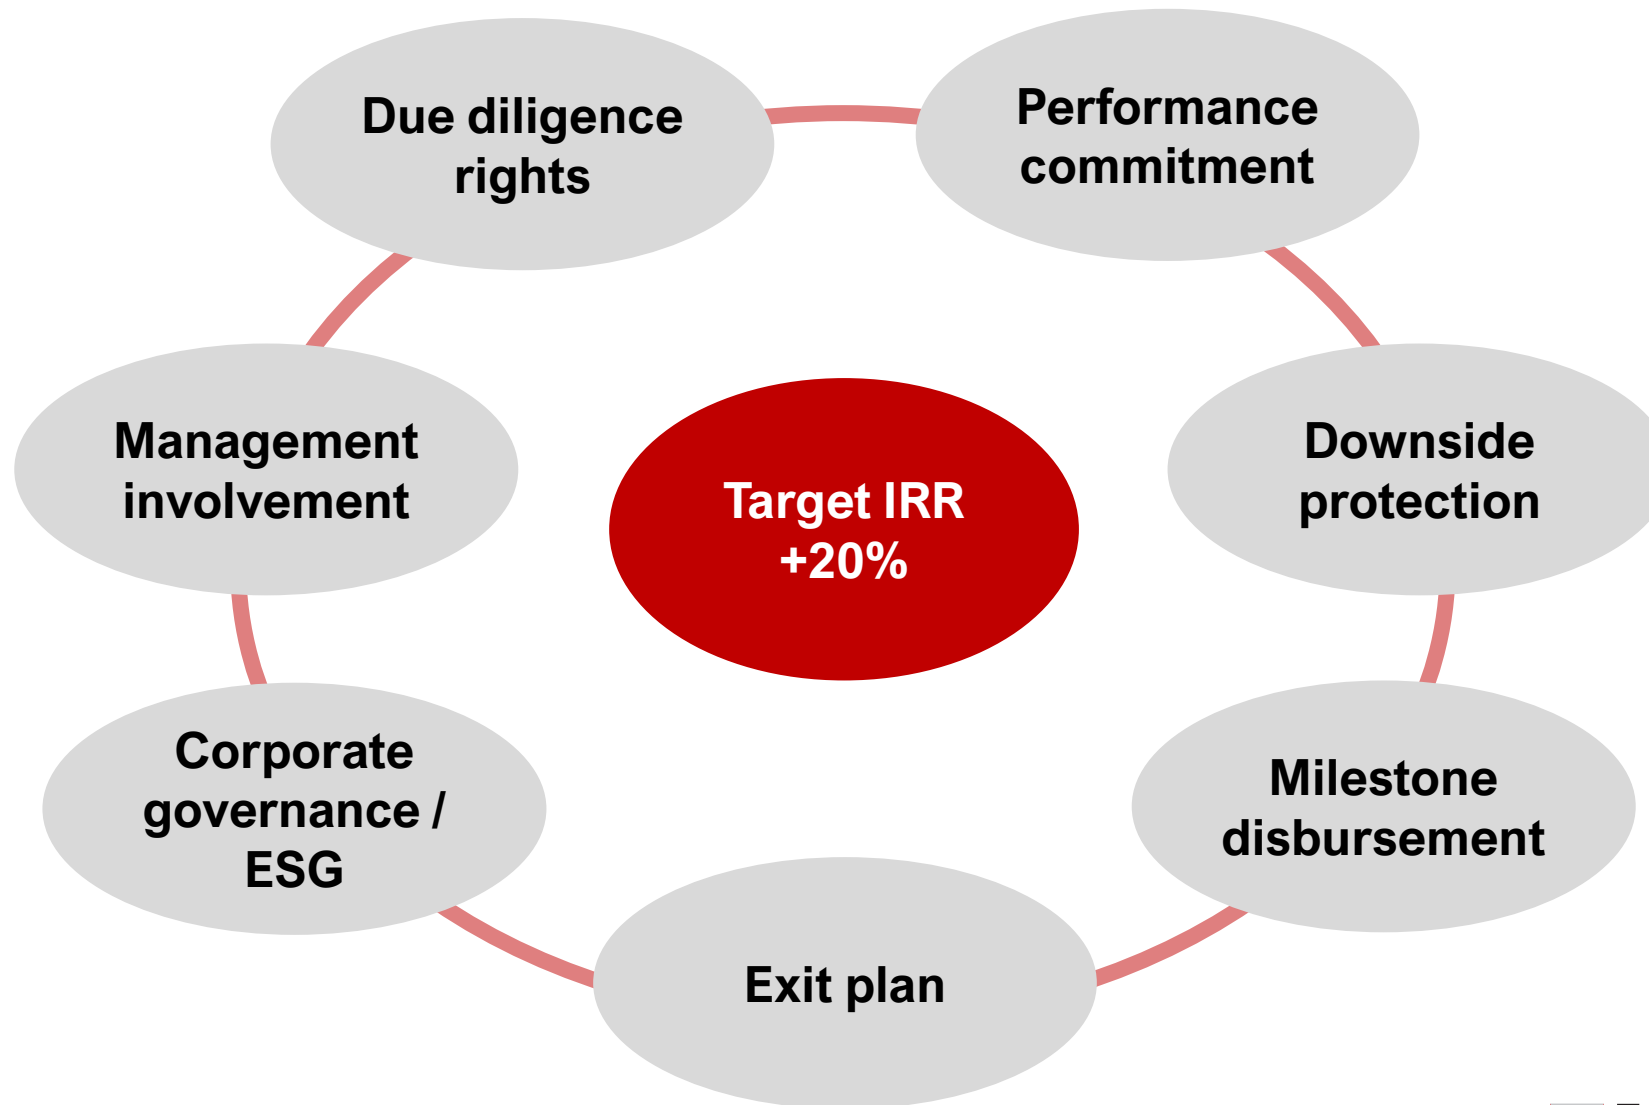 Due diligence
rights
Performance
commitment
Management
involvement
Target IRR
+20%
Downside
protection
Corporate
governance /
ESG
Milestone
disbursement
Exit plan